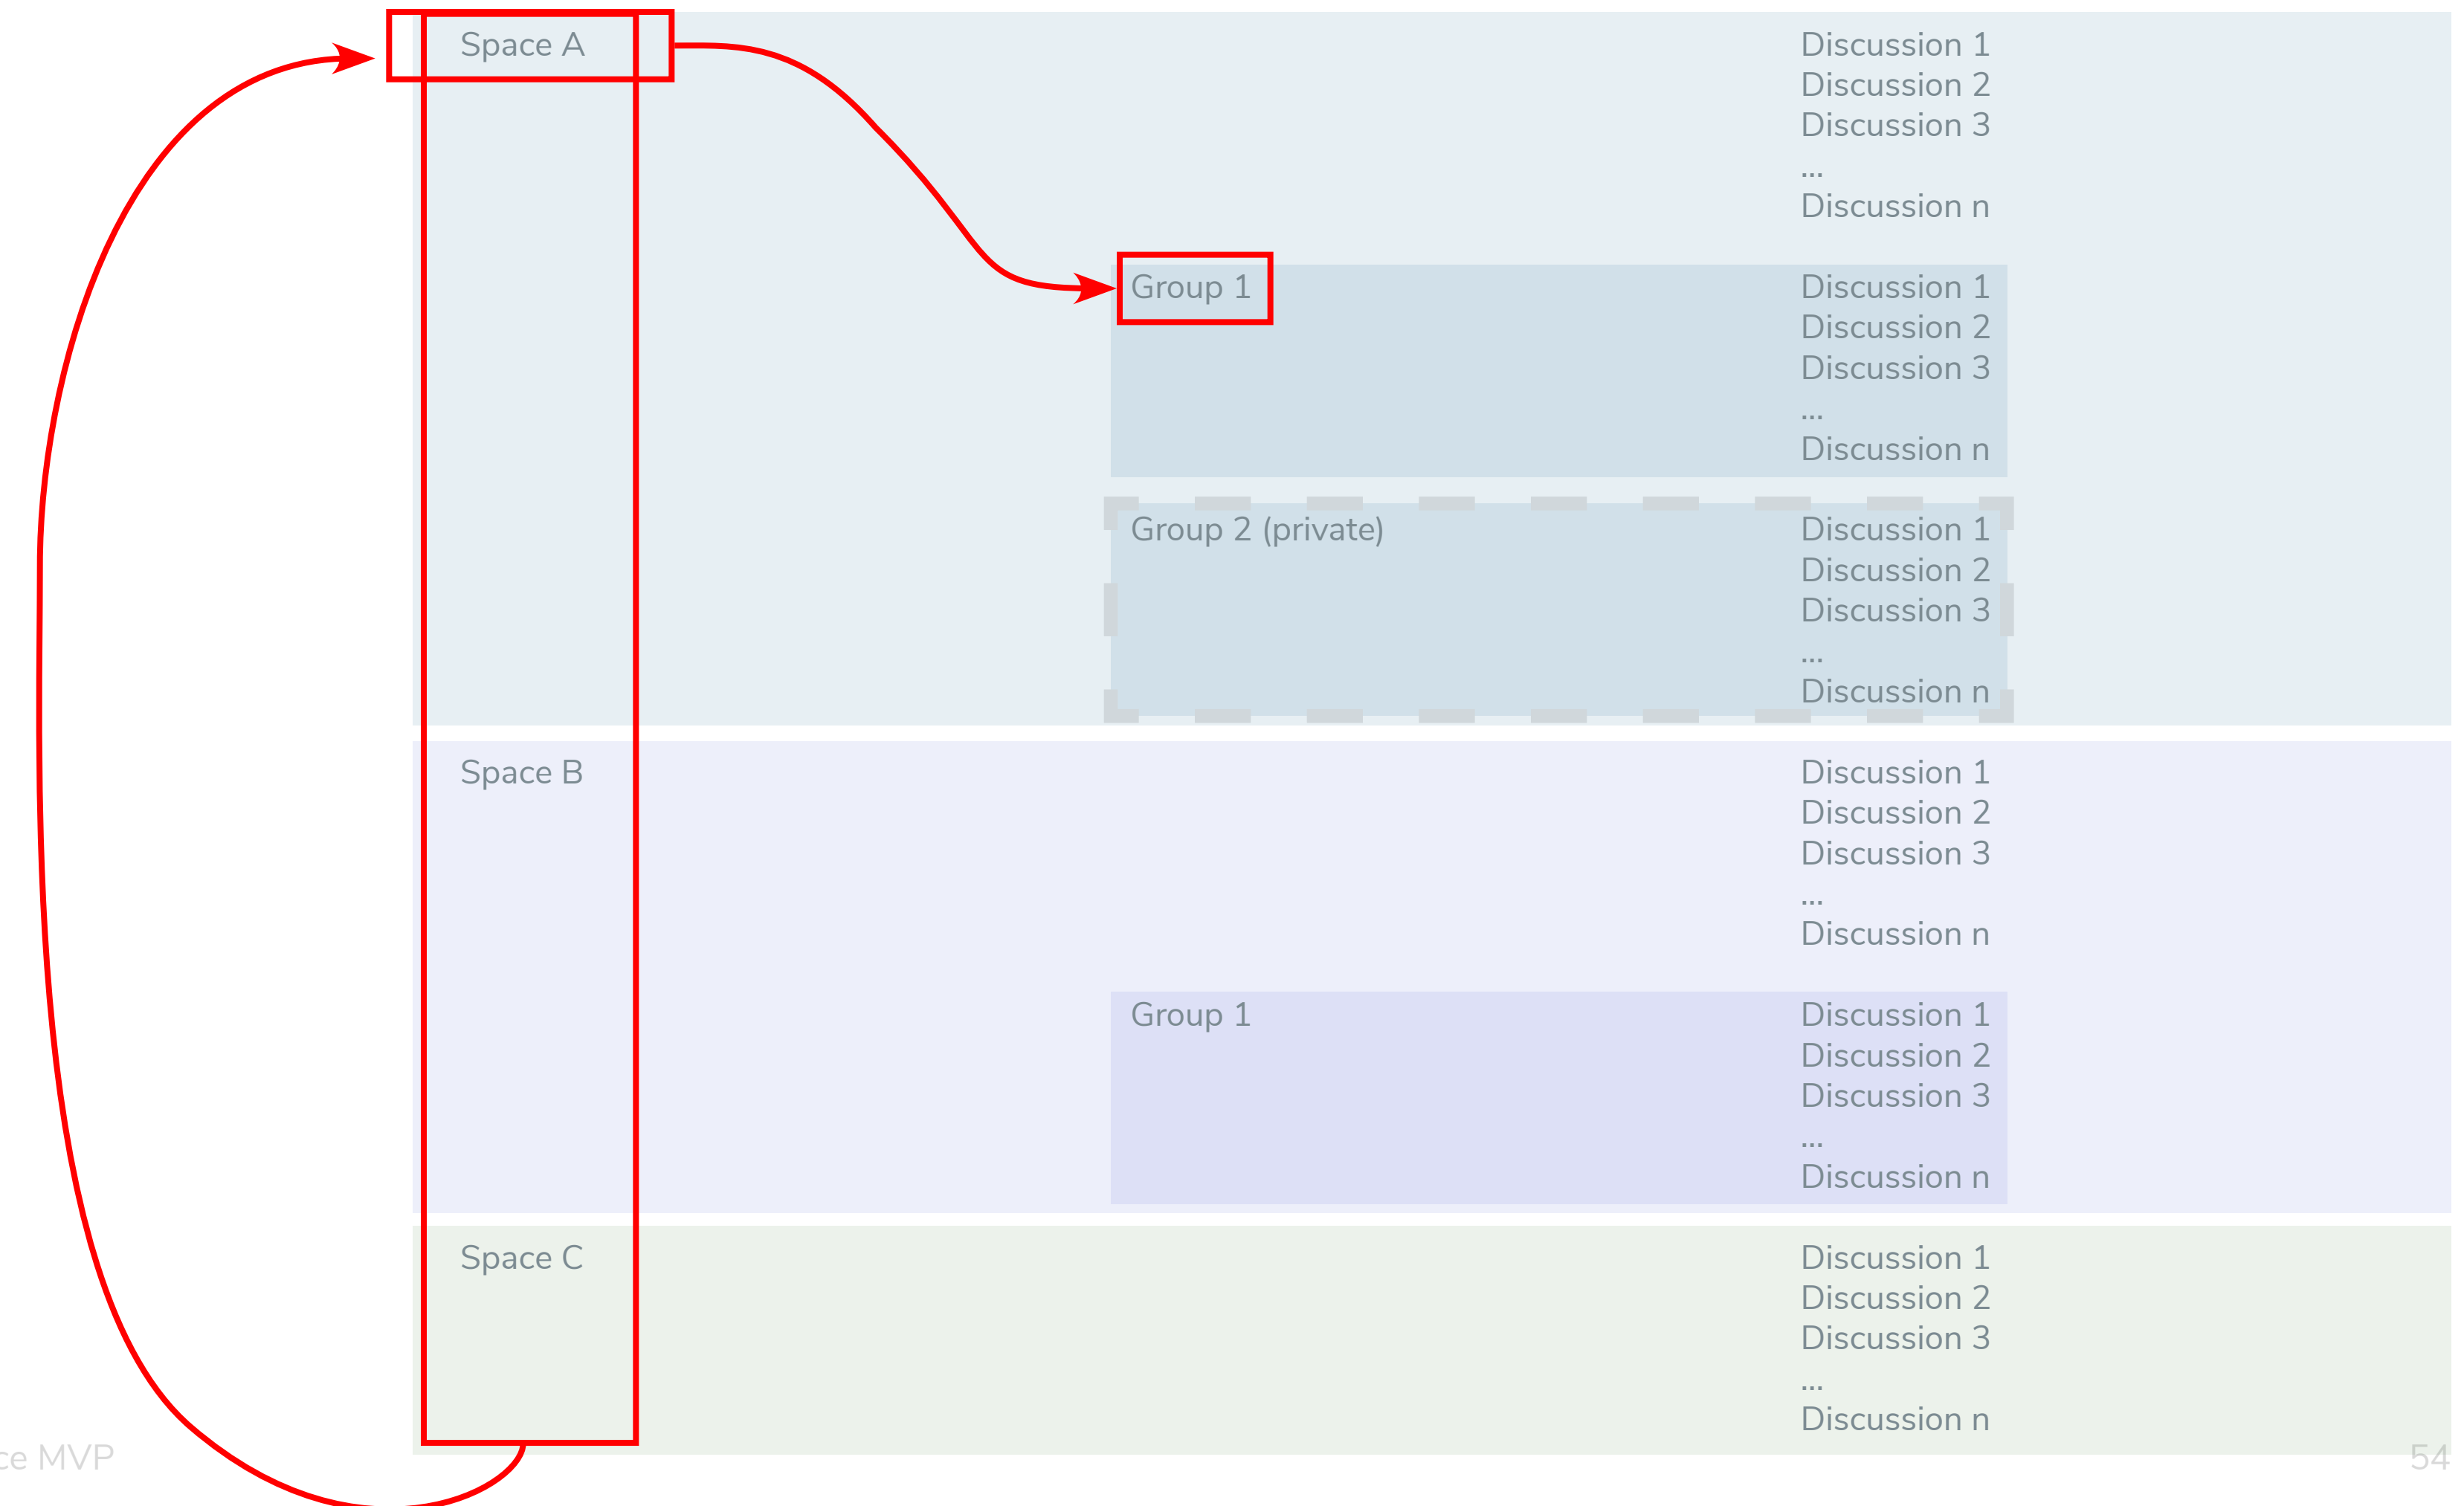 Space A Discussion 1
Discussion 2
Discussion 3
...
Discussion n
Group 1 Discussion 1
Discussion 2
Discussion 3
...
Discussion n
Group 2 (private) Discussion 1
Discussion 2
Discussion 3
...
Discussion n
Space B Discussion 1
Discussion 2
Discussion 3
...
Discussion n
Group 1 Discussion 1
Discussion 2
Discussion 3
...
Discussion n
Space C Discussion 1
Discussion 2
Discussion 3
...
Discussion n
ce MVP 54